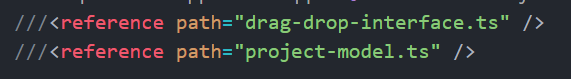 ///<reference path="drag-drop-interface.ts" />
///<reference path="project-model.ts" />